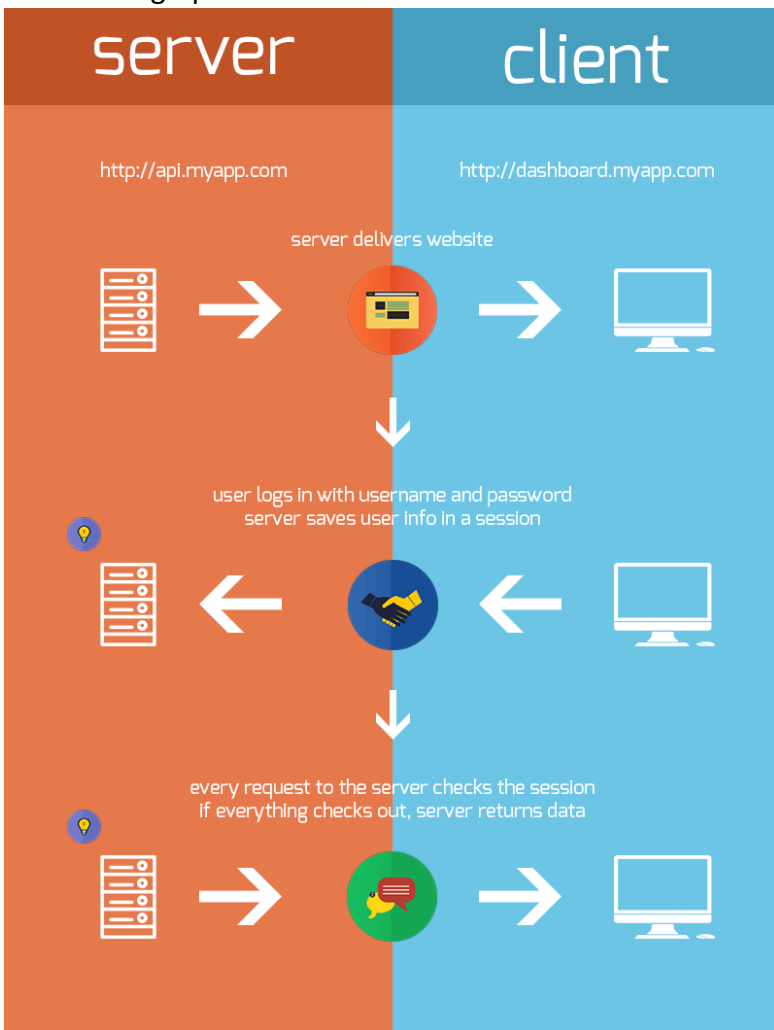 server
client
http://api.myapp.com
http://dashboard.myapp.com
server delivers website
user logs in with username and password
server saves user info in a session
every request to the server checks the session
if everything checks out, server returns data